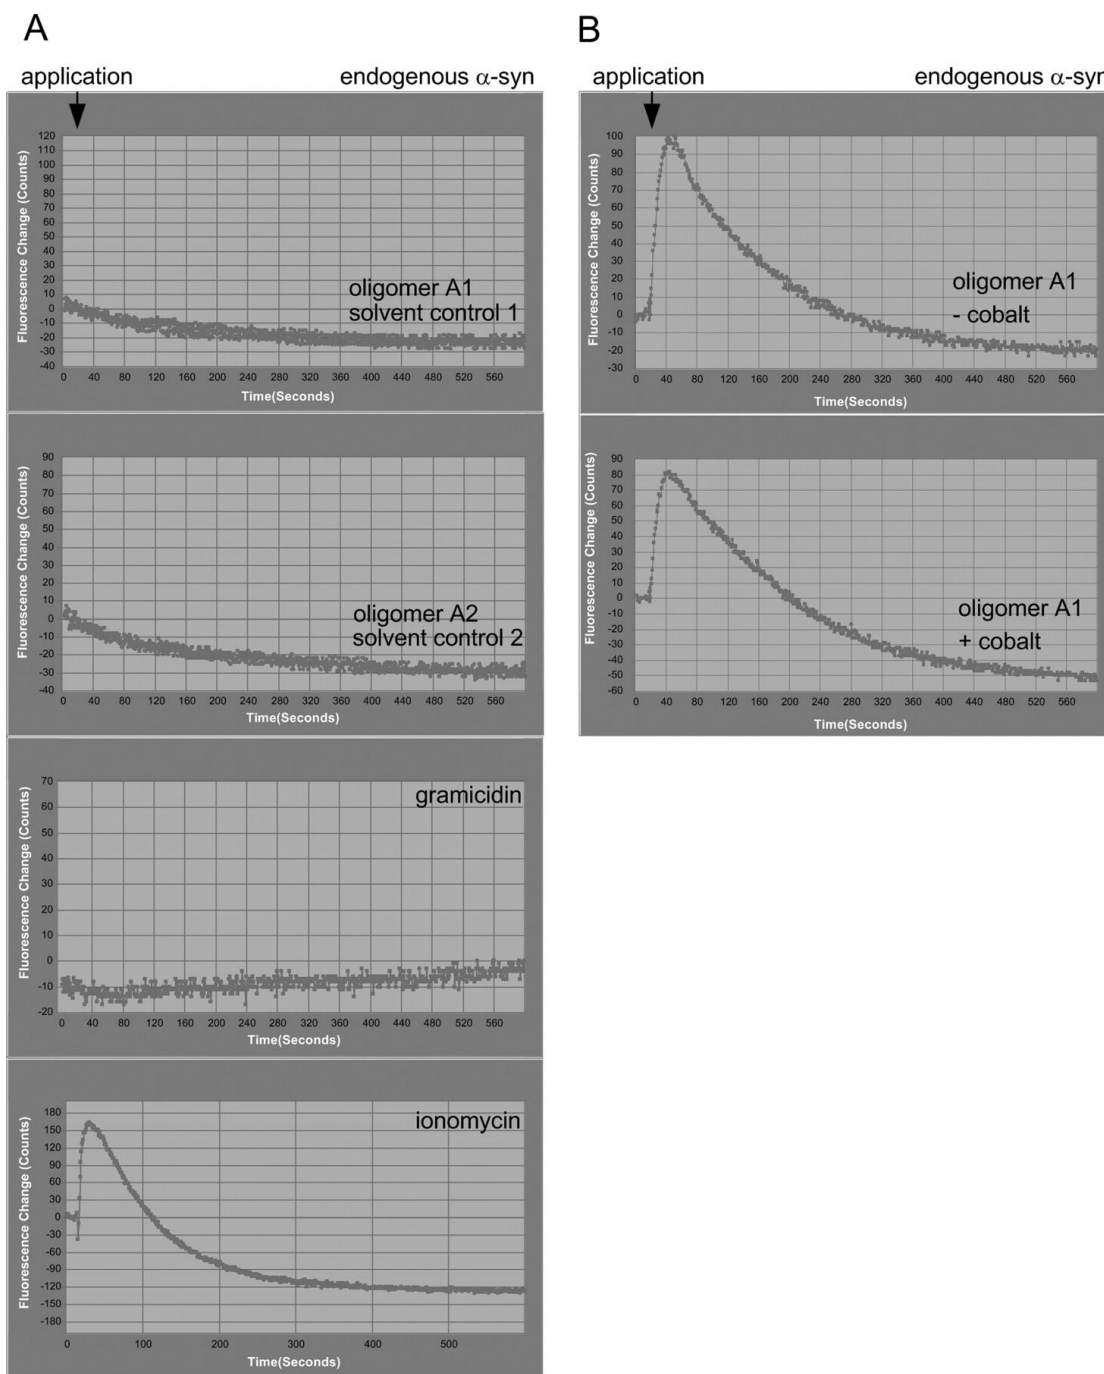 A
application endogenous α-syn
Fluorescence Change (Counts)
120
110
100
90
80
70
60
50
40
30
20
10
0
-10
-20
-30
-40
oligomer A1
solvent control 1
0 40 80 120 160 200 240 280 320 360 400 440 480 520 560
Time(Seconds)
Fluorescence Change (Counts)
90
80
70
60
50
40
30
20
10
0
-10
-20
-30
-40
oligomer A2
solvent control 2
0 40 80 120 160 200 240 280 320 360 400 440 480 520 560
Time(Seconds)
Fluorescence Change (Counts)
70
60
50
40
30
20
10
0
-10
-20
gramicidin
0 40 80 120 160 200 240 280 320 360 400 440 480 520 560
Time(Seconds)
Fluorescence Change (Counts)
180
150
120
90
60
30
0
-30
-60
-90
-120
-150
-180
ionomycin
0 100 200 300 400 500
Time(Seconds)
B
application endogenous α-syn
Fluorescence Change (Counts)
100
90
80
70
60
50
40
30
20
10
0
-10
-20
-30
oligomer A1
- cobalt
0 40 80 120 160 200 240 280 320 360 400 440 480 520 560
Time(Seconds)
Fluorescence Change (Counts)
90
80
70
60
50
40
30
20
10
0
-10
-20
-30
-40
-50
-60
oligomer A1
+ cobalt
0 40 80 120 160 200 240 280 320 360 400 440 480 520 560
Time(Seconds)